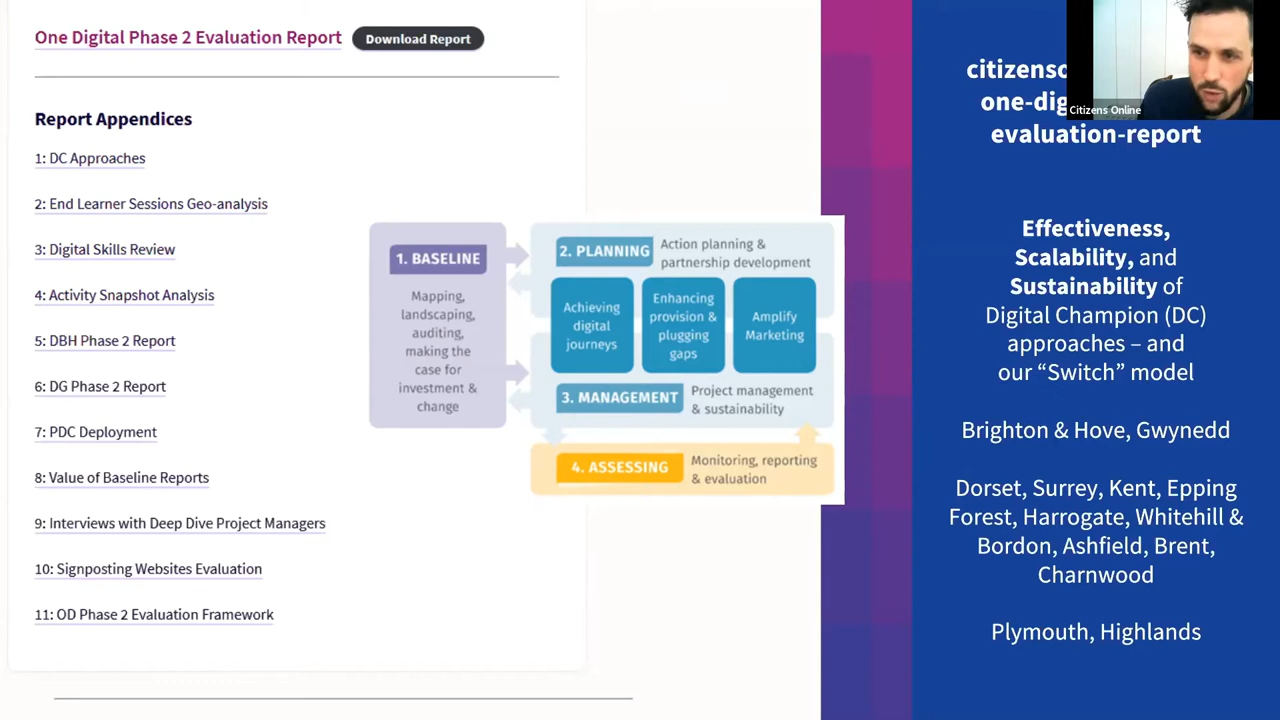 One Digital Phase 2 Evaluation Report
Download Report
Report Appendices
1: DC Approaches
2: End Learner Sessions Geo-analysis
3: Digital Skills Review
4: Activity Snapshot Analysis
5: DBH Phase 2 Report
6: DG Phase 2 Report
7: PDC Deployment
8: Value of Baseline Reports
9: Interviews with Deep Dive Project Managers
10: Signposting Websites Evaluation
11: OD Phase 2 Evaluation Framework
1. BASELINE
Mapping,
landscaping,
auditing,
making the
case for
investment &
change
2. PLANNING
Action planning &
partnership development
Achieving
digital
journeys
Enhancing
provision &
plugging
gaps
Amplify
Marketing
3. MANAGEMENT
Project management
& sustainability
4. ASSESSING
Monitoring, reporting
& evaluation
Citizens Online
evaluation-report
Effectiveness,
Scalability, and
Sustainability of
Digital Champion (DC)
approaches – and
our “Switch” model
Brighton & Hove, Gwynedd
Dorset, Surrey, Kent, Epping
Forest, Harrogate, Whitehill &
Bordon, Ashfield, Brent,
Charnwood
Plymouth, Highlands